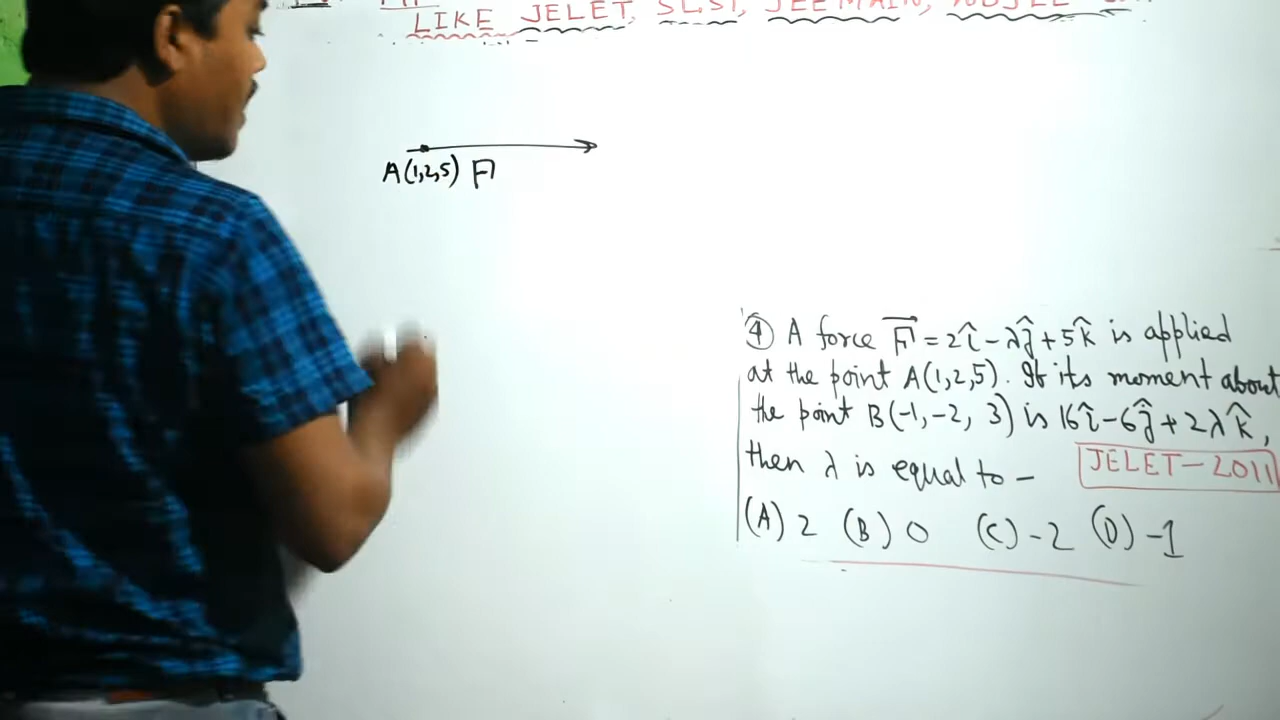 LIKE JELET, SLST, JEE MAIN,
A(1,2,5) F
④ A force F⃗ = 2î - λĵ + 5k̂ is applied
at the point A(1,2,5). If its moment about
the point B(-1, -2, 3) is 16î - 6ĵ + 2λk̂,
then λ is equal to -
JELET - 2011
(A) 2 (B) 0 (C) -2 (D) -1